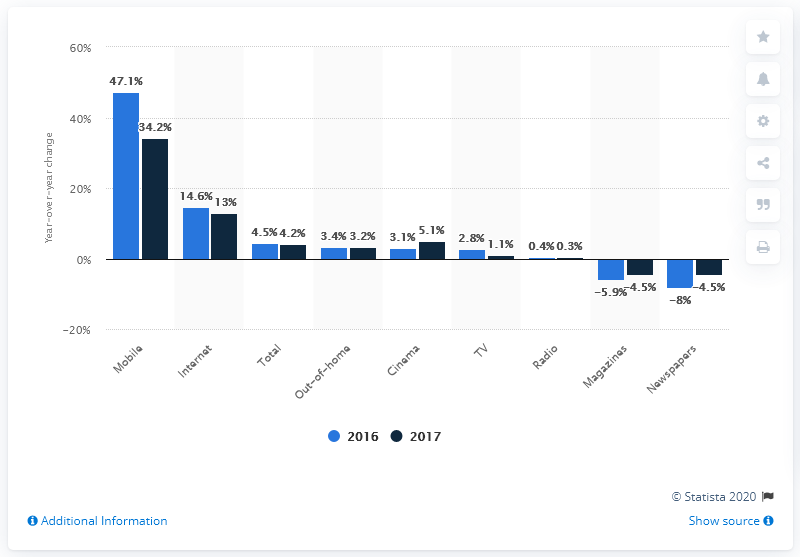 60%
40%
20%
0%
−20%
Year-over-year change
47.1%
34.2%
14.6%
13%
4.5%
4.2%
3.4%
3.2%
3.1%
5.1%
2.8%
1.1%
0.4%
0.3%
−5.9%
−4.5%
−8%
−4.5%
Mobile
Internet
Total
Out-of-home
Cinema
TV
Radio
Magazines
Newspapers
2016
2017
© Statista 2020
Additional Information
Show source